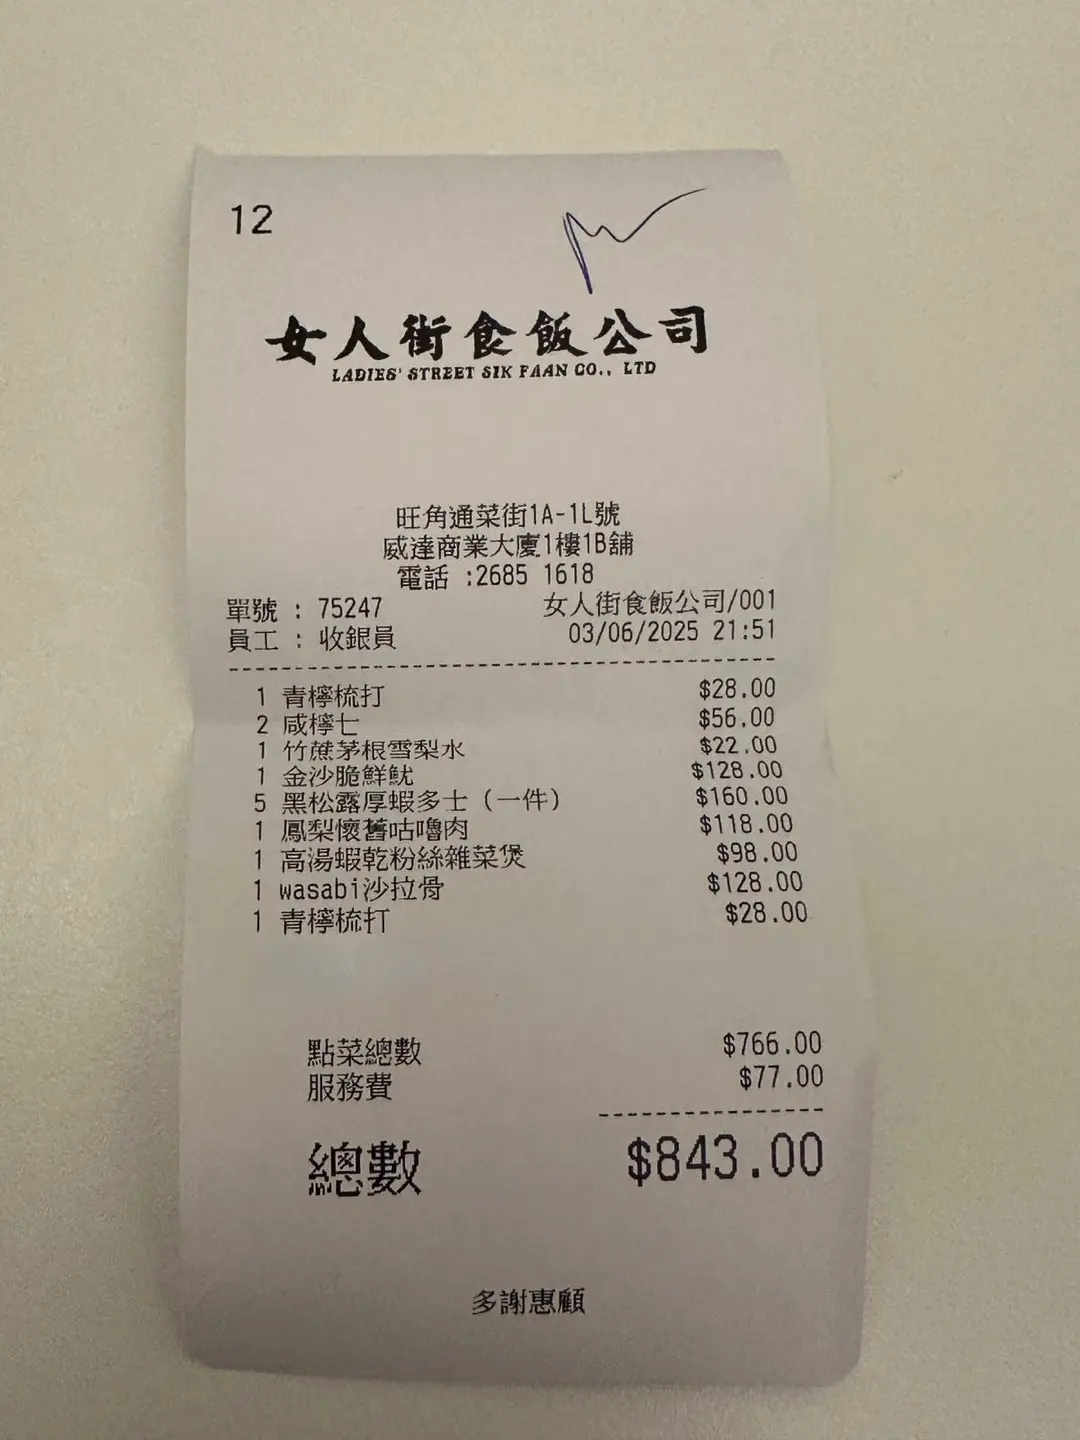 12
女人街食飯公司
LADIES' STREET SIK FAAN CO., LTD
旺角通菜街1A-1L號
威達商業大廈1樓1B舖
電話 :2685 1618
單號 : 75247 女人街食飯公司/001
員工 : 收銀員 03/06/2025 21:51
1 青檸梳打 $28.00
2 咸檸七 $56.00
1 竹蔗茅根雪梨水 $22.00
1 金沙脆鮮魷 $128.00
5 黑松露厚蝦多士（一件） $160.00
1 鳳梨懷舊咕嚕肉 $118.00
1 高湯蝦乾粉絲雜菜煲 $98.00
1 wasabi沙拉骨 $128.00
1 青檸梳打 $28.00
點菜總數 $766.00
服務費 $77.00
總數 $843.00
多謝惠顧